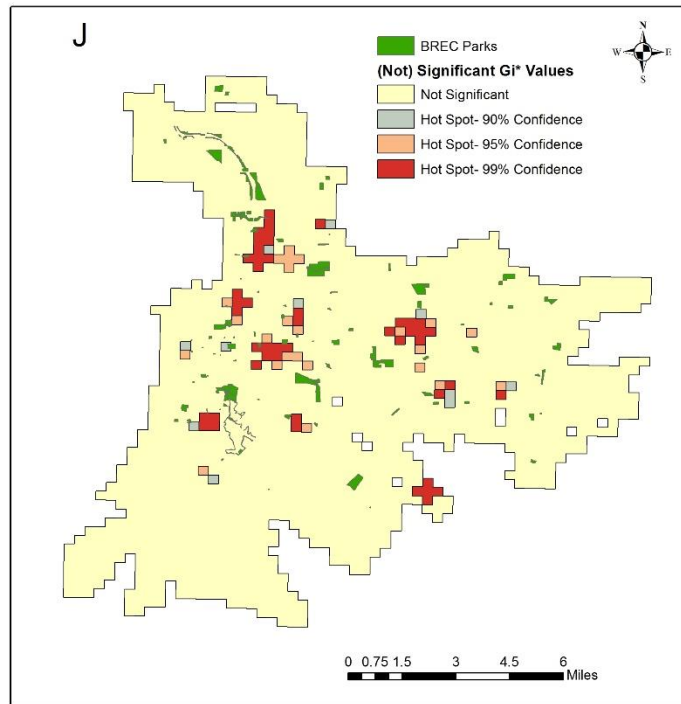 J
BREC Parks
(Not) Significant Gi* Values
Not Significant
Hot Spot- 90% Confidence
Hot Spot- 95% Confidence
Hot Spot- 99% Confidence
N
W E
S
0 0.75 1.5 3 4.5 6
Miles